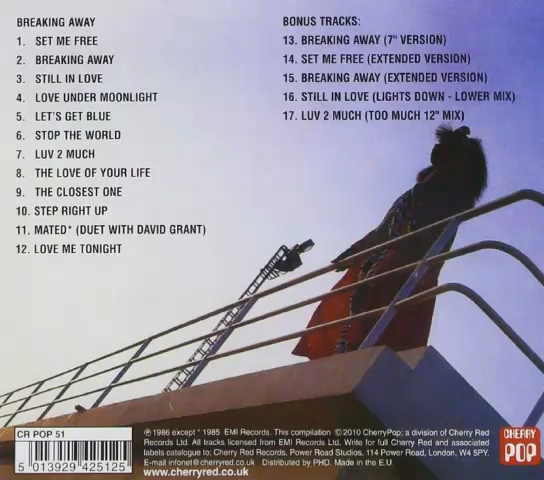 BREAKING AWAY
1. SET ME FREE
2. BREAKING AWAY
3. STILL IN LOVE
4. LOVE UNDER MOONLIGHT
5. LET'S GET BLUE
6. STOP THE WORLD
7. LUV 2 MUCH
8. THE LOVE OF YOUR LIFE
9. THE CLOSEST ONE
10. STEP RIGHT UP
11. MATED* (DUET WITH DAVID GRANT)
12. LOVE ME TONIGHT
BONUS TRACKS:
13. BREAKING AWAY (7" VERSION)
14. SET ME FREE (EXTENDED VERSION)
15. BREAKING AWAY (EXTENDED VERSION)
16. STILL IN LOVE (LIGHTS DOWN - LOWER MIX)
17. LUV 2 MUCH (TOO MUCH 12" MIX)
CR POP 51
5 013929 425125
℗ 1986 except * 1985 EMI Records. This compilation © 2010 CherryPop; a division of Cherry Red
Records Ltd. All tracks licensed from EMI Records Ltd. Write for full Cherry Red and associated
labels catalogue to: Cherry Red Records, Power Road Studios, 114 Power Road, London, W4 5PY.
E-mail infonet@cherryred.co.uk Distributed by PHD. Made in the E.U.
www.cherryred.co.uk
CHERRY
POP